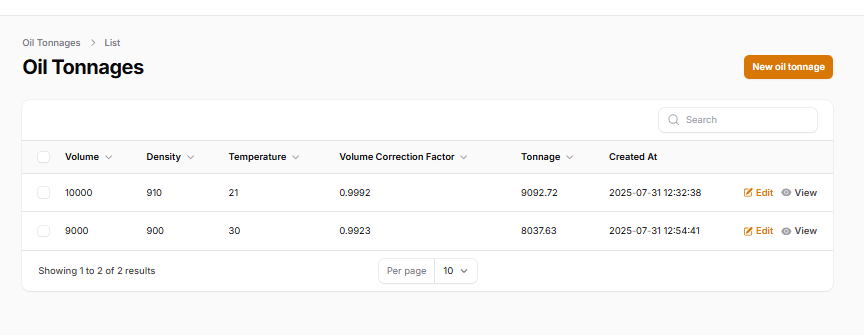 Oil Tonnages > List
Oil Tonnages
New oil tonnage
Search
Volume Density Temperature Volume Correction Factor Tonnage Created At
10000 910 21 0.9992 9092.72 2025-07-31 12:32:38 Edit View
9000 900 30 0.9923 8037.63 2025-07-31 12:54:41 Edit View
Showing 1 to 2 of 2 results Per page 10